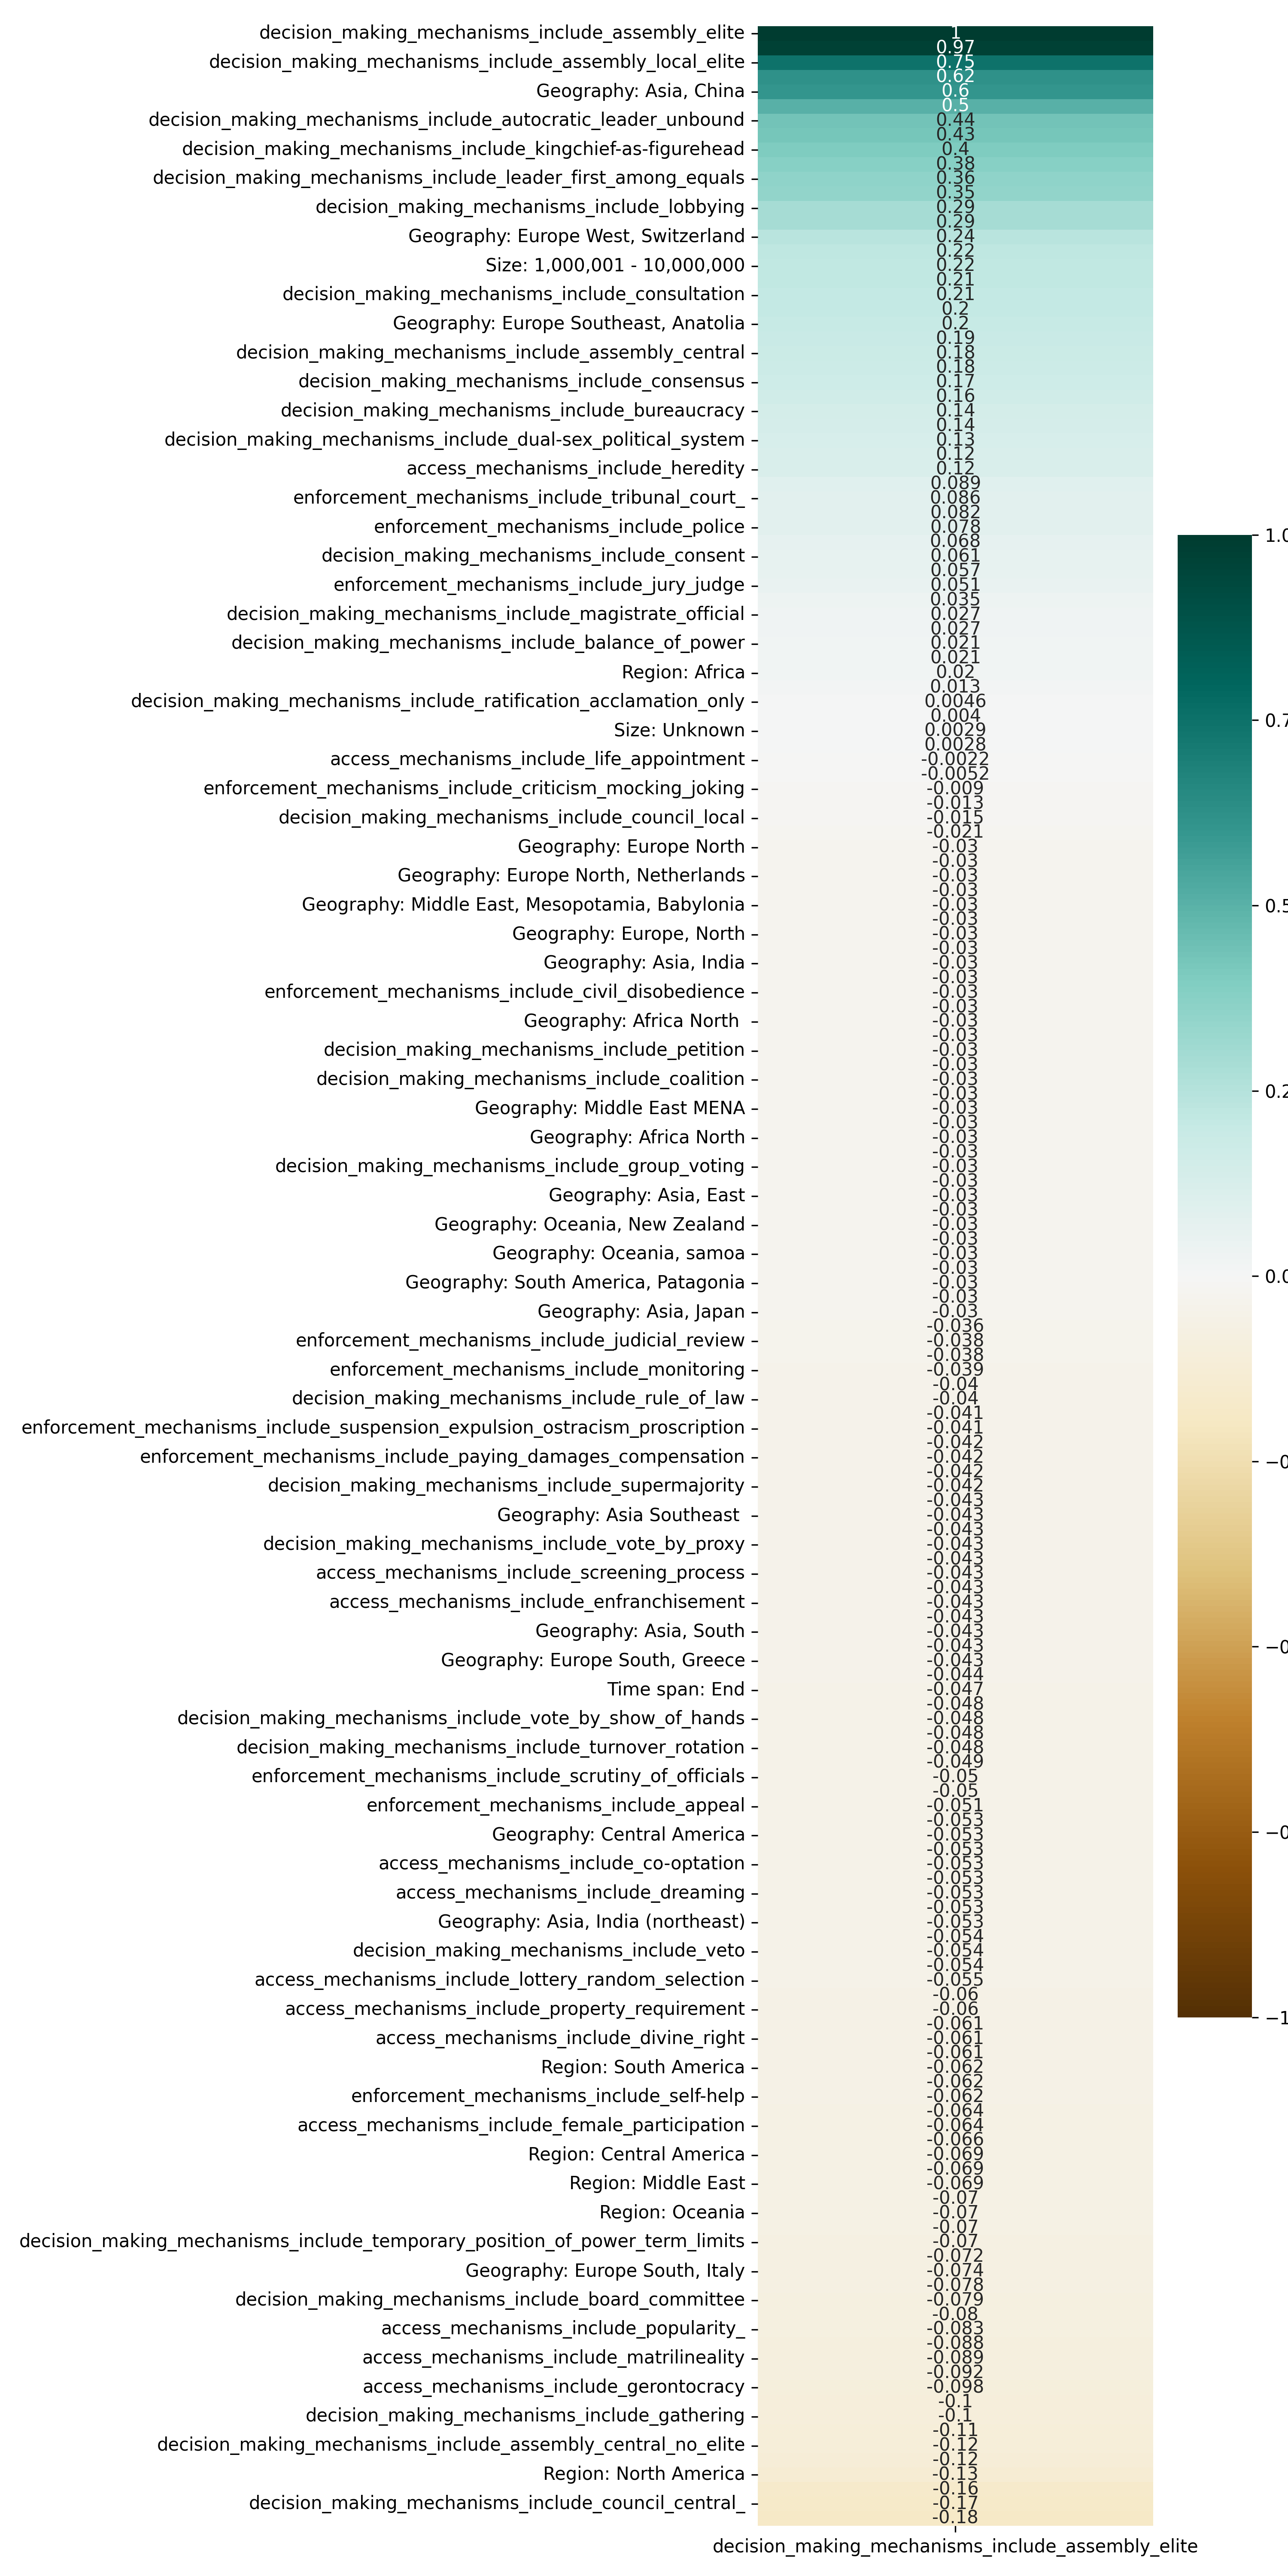 decision_making_mechanisms_include_assembly_elite
1
0.97
decision_making_mechanisms_include_assembly_local_elite
0.75
0.62
Geography: Asia, China
0.6
0.5
decision_making_mechanisms_include_autocratic_leader_unbound
0.44
0.43
decision_making_mechanisms_include_kingchief-as-figurehead
0.4
0.38
decision_making_mechanisms_include_leader_first_among_equals
0.36
0.35
decision_making_mechanisms_include_lobbying
0.29
0.29
Geography: Europe West, Switzerland
0.24
0.22
Size: 1,000,001 - 10,000,000
0.22
0.21
decision_making_mechanisms_include_consultation
0.21
0.2
Geography: Europe Southeast, Anatolia
0.2
0.19
decision_making_mechanisms_include_assembly_central
0.18
0.18
decision_making_mechanisms_include_consensus
0.17
0.16
decision_making_mechanisms_include_bureaucracy
0.14
0.14
decision_making_mechanisms_include_dual-sex_political_system
0.13
0.12
access_mechanisms_include_heredity
0.12
0.089
enforcement_mechanisms_include_tribunal_court_
0.086
0.082
enforcement_mechanisms_include_police
0.078
0.068
decision_making_mechanisms_include_consent
0.061
0.057
enforcement_mechanisms_include_jury_judge
0.051
0.035
decision_making_mechanisms_include_magistrate_official
0.027
0.027
decision_making_mechanisms_include_balance_of_power
0.021
0.021
Region: Africa
0.02
0.013
decision_making_mechanisms_include_ratification_acclamation_only
0.0046
0.004
Size: Unknown
0.0029
0.0028
access_mechanisms_include_life_appointment
-0.0022
-0.0052
enforcement_mechanisms_include_criticism_mocking_joking
-0.009
-0.013
decision_making_mechanisms_include_council_local
-0.015
-0.021
Geography: Europe North
-0.03
-0.03
Geography: Europe North, Netherlands
-0.03
-0.03
Geography: Middle East, Mesopotamia, Babylonia
-0.03
-0.03
Geography: Europe, North
-0.03
-0.03
Geography: Asia, India
-0.03
-0.03
enforcement_mechanisms_include_civil_disobedience
-0.03
-0.03
Geography: Africa North
-0.03
-0.03
decision_making_mechanisms_include_petition
-0.03
-0.03
decision_making_mechanisms_include_coalition
-0.03
-0.03
Geography: Middle East MENA
-0.03
-0.03
Geography: Africa North
-0.03
-0.03
decision_making_mechanisms_include_group_voting
-0.03
-0.03
Geography: Asia, East
-0.03
-0.03
Geography: Oceania, New Zealand
-0.03
-0.03
Geography: Oceania, samoa
-0.03
-0.03
Geography: South America, Patagonia
-0.03
-0.03
Geography: Asia, Japan
-0.03
-0.036
enforcement_mechanisms_include_judicial_review
-0.038
-0.038
enforcement_mechanisms_include_monitoring
-0.039
-0.04
decision_making_mechanisms_include_rule_of_law
-0.04
-0.041
enforcement_mechanisms_include_suspension_expulsion_ostracism_proscription
-0.041
-0.042
enforcement_mechanisms_include_paying_damages_compensation
-0.042
-0.042
decision_making_mechanisms_include_supermajority
-0.042
-0.043
Geography: Asia Southeast
-0.043
-0.043
decision_making_mechanisms_include_vote_by_proxy
-0.043
-0.043
access_mechanisms_include_screening_process
-0.043
-0.043
access_mechanisms_include_enfranchisement
-0.043
-0.043
Geography: Asia, South
-0.043
-0.043
Geography: Europe South, Greece
-0.043
-0.044
Time span: End
-0.047
-0.048
decision_making_mechanisms_include_vote_by_show_of_hands
-0.048
-0.048
decision_making_mechanisms_include_turnover_rotation
-0.048
-0.049
enforcement_mechanisms_include_scrutiny_of_officials
-0.05
-0.05
enforcement_mechanisms_include_appeal
-0.051
-0.053
Geography: Central America
-0.053
-0.053
access_mechanisms_include_co-optation
-0.053
-0.053
access_mechanisms_include_dreaming
-0.053
-0.053
Geography: Asia, India (northeast)
-0.053
-0.054
decision_making_mechanisms_include_veto
-0.054
-0.054
access_mechanisms_include_lottery_random_selection
-0.055
-0.06
access_mechanisms_include_property_requirement
-0.06
-0.061
access_mechanisms_include_divine_right
-0.061
-0.061
Region: South America
-0.062
-0.062
enforcement_mechanisms_include_self-help
-0.062
-0.064
access_mechanisms_include_female_participation
-0.064
-0.066
Region: Central America
-0.069
-0.069
Region: Middle East
-0.069
-0.07
Region: Oceania
-0.07
-0.07
decision_making_mechanisms_include_temporary_position_of_power_term_limits
-0.07
-0.072
Geography: Europe South, Italy
-0.074
-0.078
decision_making_mechanisms_include_board_committee
-0.079
-0.08
access_mechanisms_include_popularity_
-0.083
-0.088
access_mechanisms_include_matrilineality
-0.089
-0.092
access_mechanisms_include_gerontocracy
-0.098
-0.1
decision_making_mechanisms_include_gathering
-0.1
-0.11
decision_making_mechanisms_include_assembly_central_no_elite
-0.12
-0.12
Region: North America
-0.13
-0.16
decision_making_mechanisms_include_council_central_
-0.17
-0.18
decision_making_mechanisms_include_assembly_elite
1.0
0.7
0.5
0.2
0.0
−0
−0
−0
−0
−1